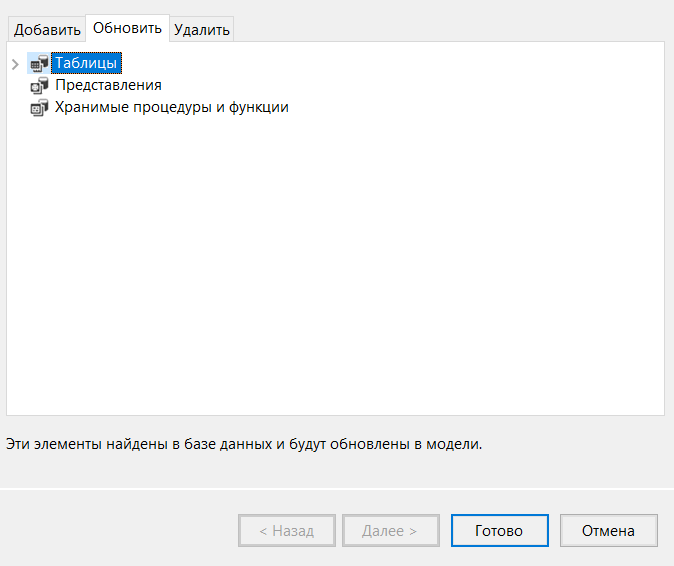 Добавить Обновить Удалить
Таблицы
Представления
Хранимые процедуры и функции
Эти элементы найдены в базе данных и будут обновлены в модели.
< Назад Далее > Готово Отмена